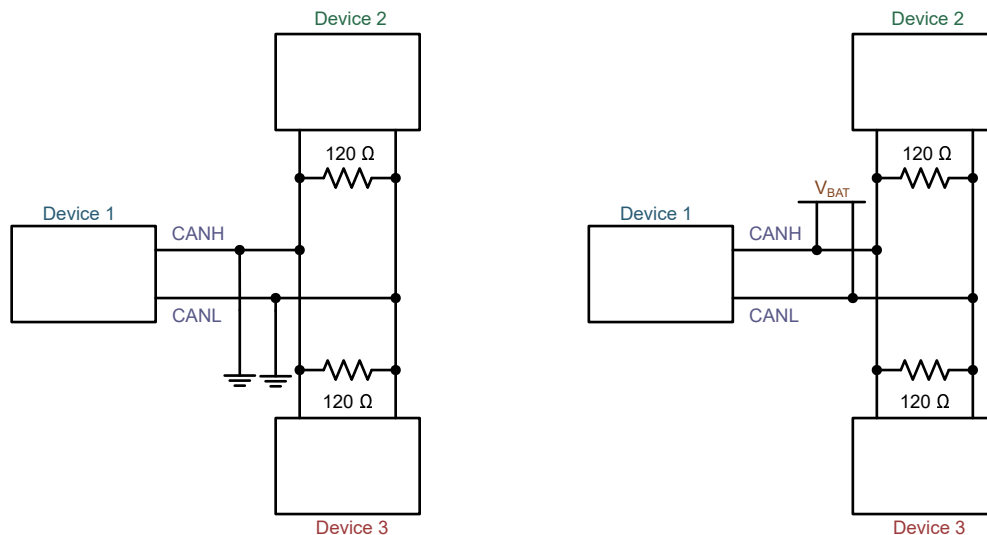 Device 2
120 Ω
Device 1
CANH
CANL
120 Ω
Device 3
Device 2
120 Ω
VBAT
Device 1
CANH
CANL
120 Ω
Device 3